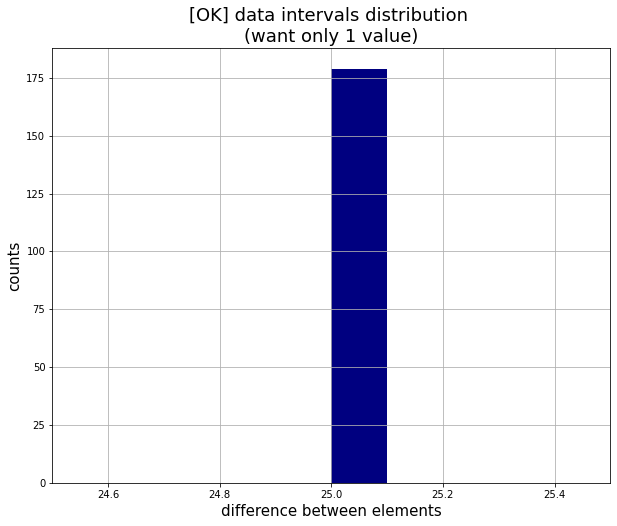 [OK] data intervals distribution
(want only 1 value)
175
150
125
100
75
50
25
0
counts
24.6 24.8 25.0 25.2 25.4
difference between elements